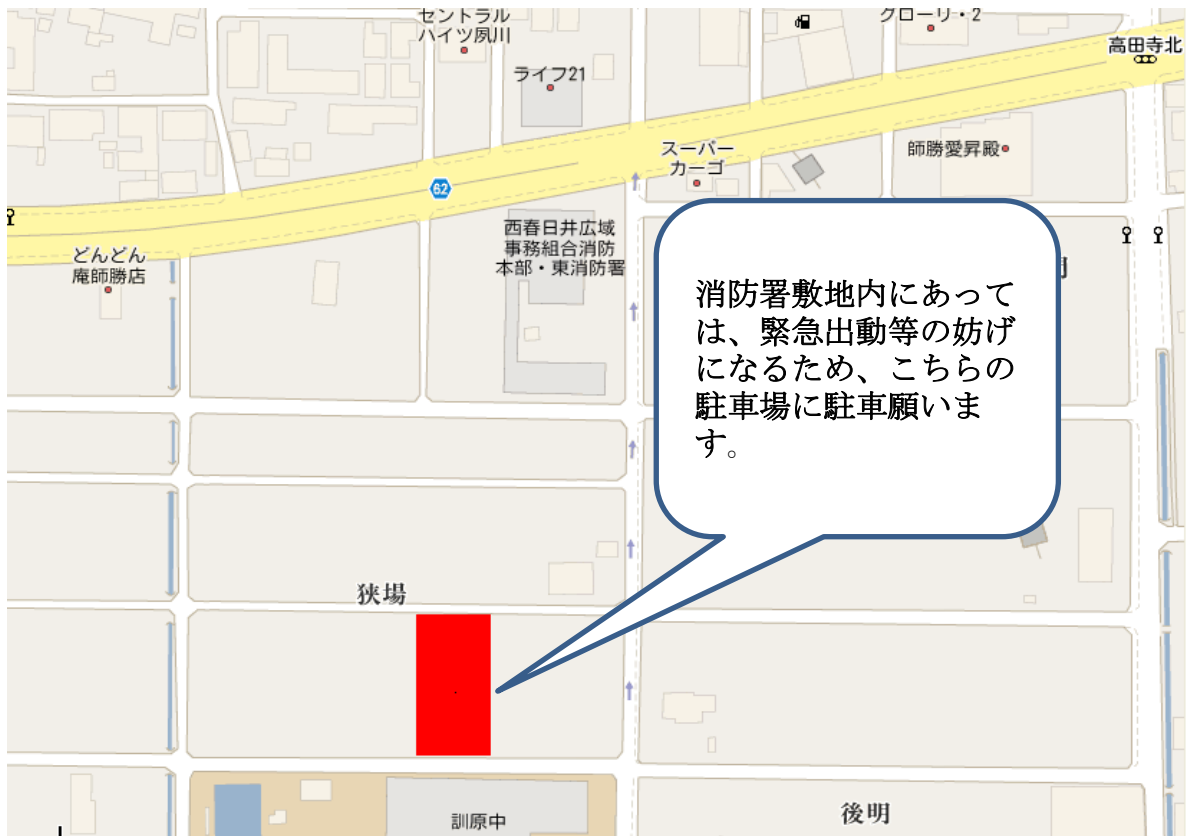 セントラル
ハイツ夙川
グローリ・2
高田寺北
ライフ21
スーパー
カーゴ
師勝愛昇殿
62
西春日井広域
事務組合消防
本部・東消防署
どんどん
庵師勝店
消防署敷地内にあって
は、緊急出動等の妨げ
になるため、こちらの
駐車場に駐車願いま
す。
狭場
訓原中
後明